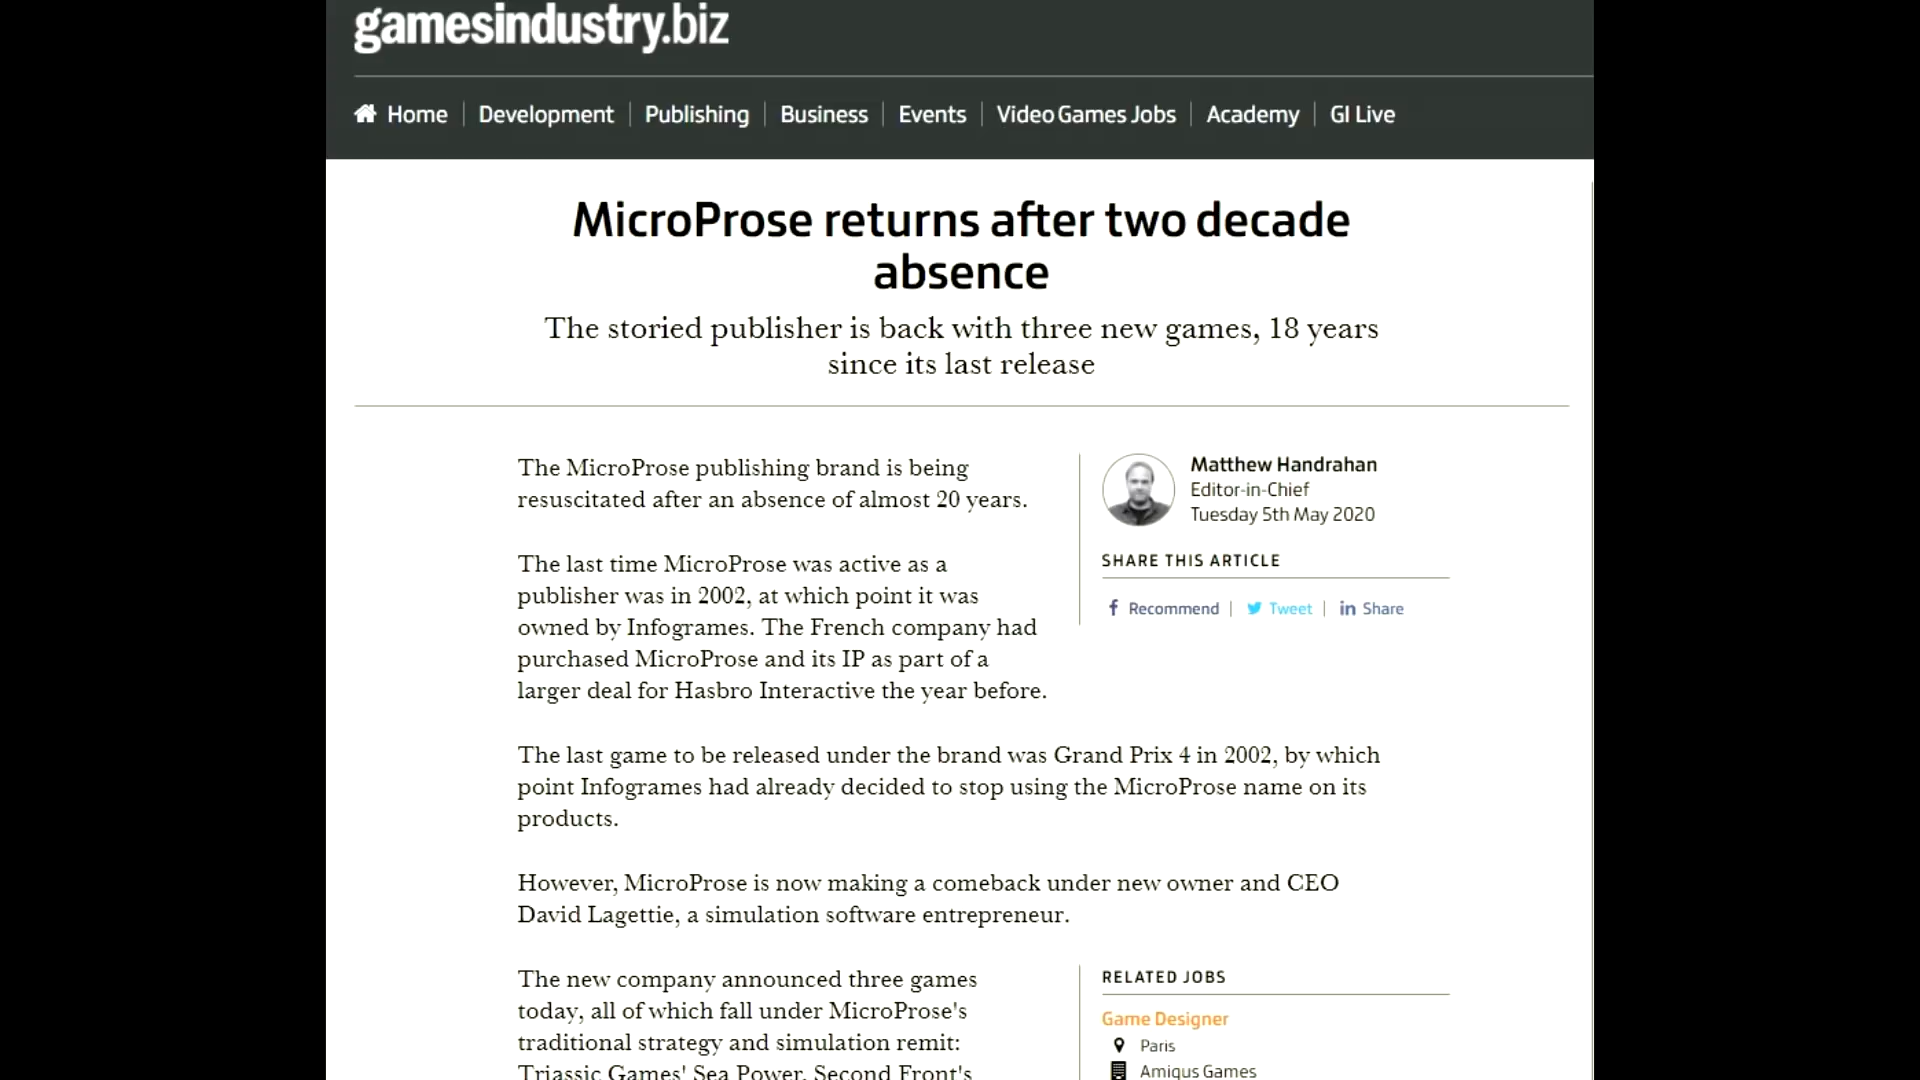 gamesindustry.biz
Home | Development | Publishing | Business | Events | Video Games Jobs | Academy | GI Live
MicroProse returns after two decade
absence
The storied publisher is back with three new games, 18 years
since its last release
The MicroProse publishing brand is being
resuscitated after an absence of almost 20 years.
The last time MicroProse was active as a
publisher was in 2002, at which point it was
owned by Infogrames. The French company had
purchased MicroProse and its IP as part of a
larger deal for Hasbro Interactive the year before.
Matthew Handrahan
Editor-in-Chief
Tuesday 5th May 2020
SHARE THIS ARTICLE
Recommend | Tweet | in Share
The last game to be released under the brand was Grand Prix 4 in 2002, by which
point Infogrames had already decided to stop using the MicroProse name on its
products.
However, MicroProse is now making a comeback under new owner and CEO
David Lagettie, a simulation software entrepreneur.
The new company announced three games
today, all of which fall under MicroProse's
traditional strategy and simulation remit:
Triassic Games' Sea Power, Second Front's
RELATED JOBS
Game Designer
Paris
Amigus Games